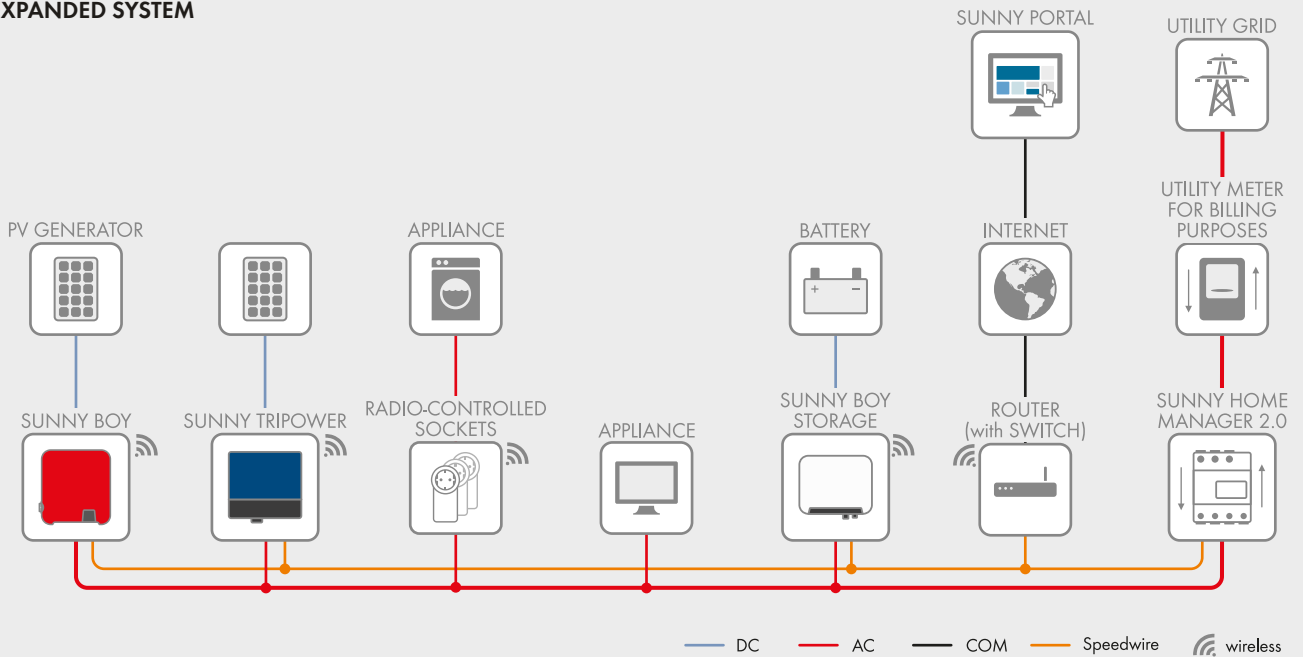 XPANDED SYSTEM
SUNNY PORTAL
UTILITY GRID
UTILITY METER
FOR BILLING
PURPOSES
PV GENERATOR
APPLIANCE
BATTERY
INTERNET
SUNNY BOY
SUNNY TRIPOWER
RADIO-CONTROLLED
SOCKETS
APPLIANCE
SUNNY BOY
STORAGE
ROUTER
(with SWITCH)
SUNNY HOME
MANAGER 2.0
DC
AC
COM
Speedwire
wireless